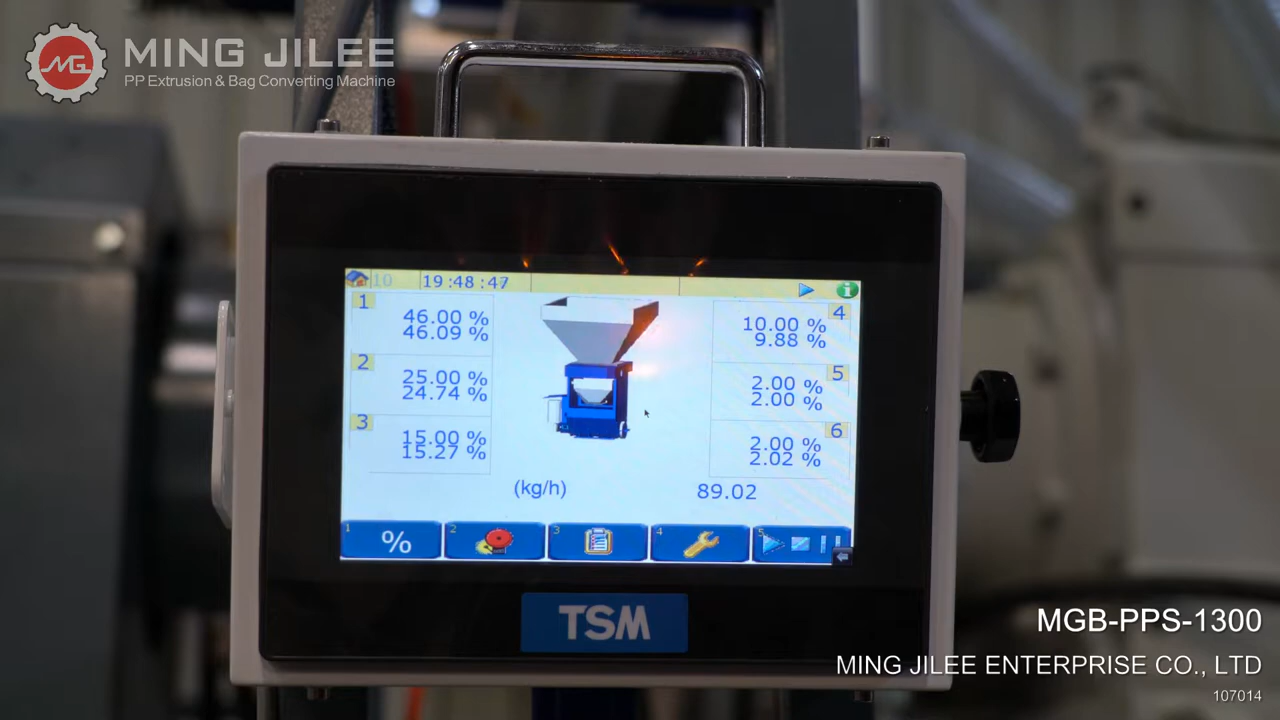 MG
MING JILEE
PP Extrusion & Bag Converting Machine
10
19:48:47
1
46.00 %
46.09 %
2
25.00 %
24.74 %
3
15.00 %
15.27 %
4
10.00 %
9.88 %
5
2.00 %
2.00 %
6
2.00 %
2.02 %
(kg/h)
89.02
1 % 2 3 4 5
TSM
MGB-PPS-1300
MING JILEE ENTERPRISE CO., LTD
107014